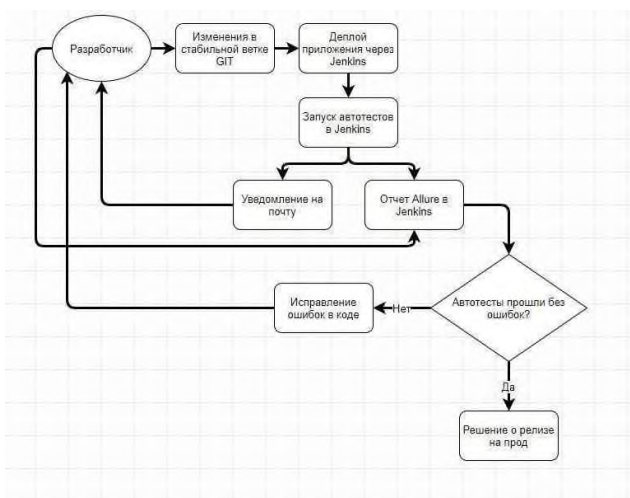 Разработчик
Изменения в
стабильной ветке
GIT
Деплой
приложения через
Jenkins
Запуск автотестов
в Jenkins
Уведомление на
почту
Отчет Allure в
Jenkins
Автотесты прошли без
ошибок?
Нет
Исправление
ошибок в коде
Да
Решение о релизе
на прод